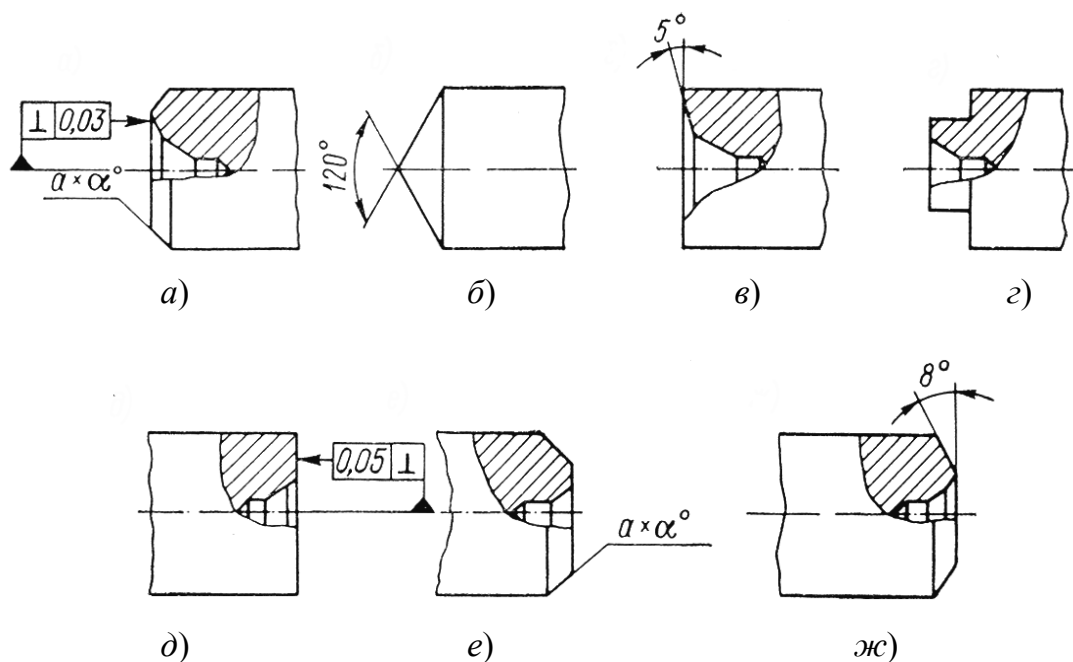 5°
⊥ 0,03
a × α°
120°
а) б) в) г)
8°
0,05 ⊥
a × α°
д) е) ж)